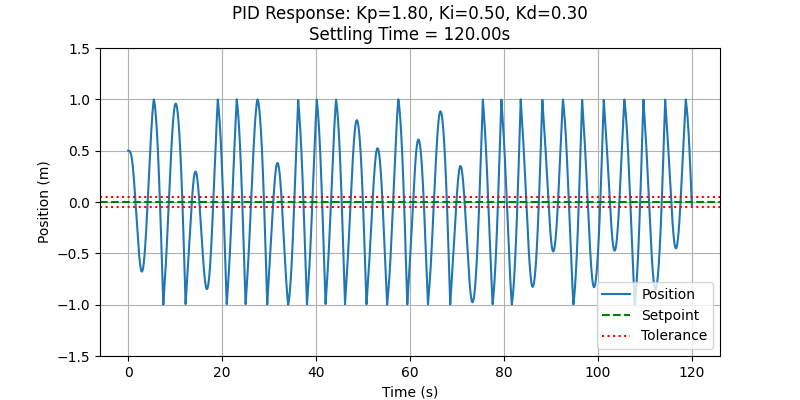 PID Response: Kp=1.80, Ki=0.50, Kd=0.30
Settling Time = 120.00s
Position (m)
1.5
1.0
0.5
0.0
−0.5
−1.0
−1.5
0 20 40 60 80 100 120
Time (s)
Position
Setpoint
Tolerance